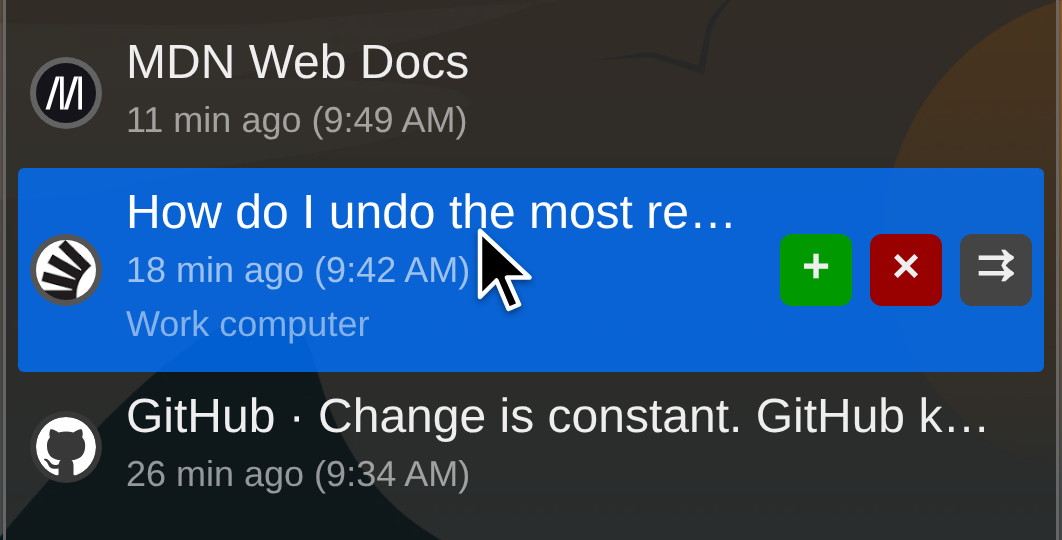 MDN Web Docs
11 min ago (9:49 AM)
How do I undo the most re…
18 min ago (9:42 AM)
Work computer
GitHub · Change is constant. GitHub k…
26 min ago (9:34 AM)